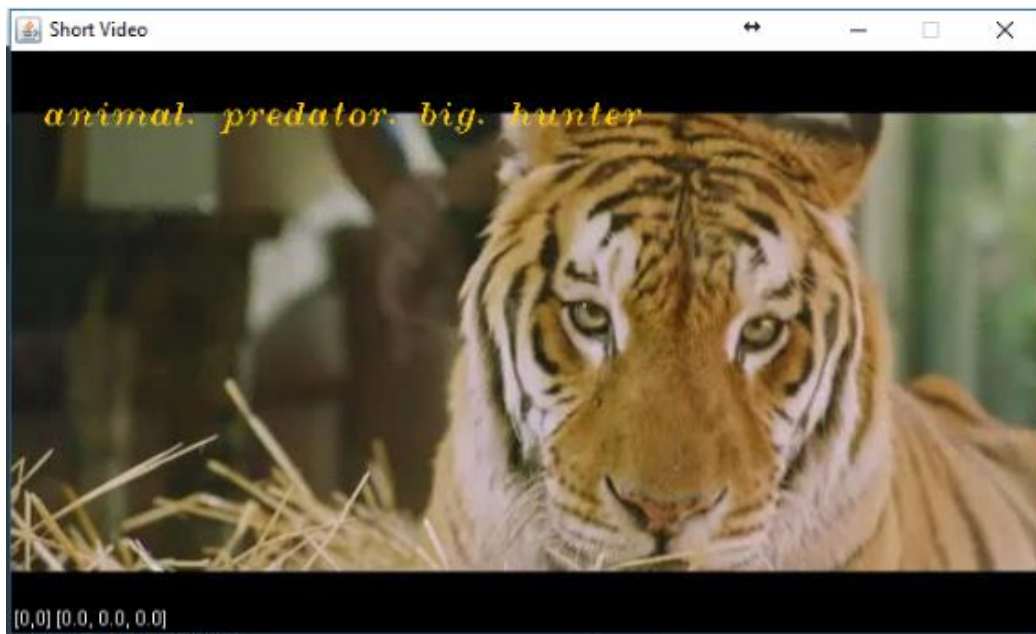 Short Video
animal. predator. big. hunter
[0,0] [0.0, 0.0, 0.0]